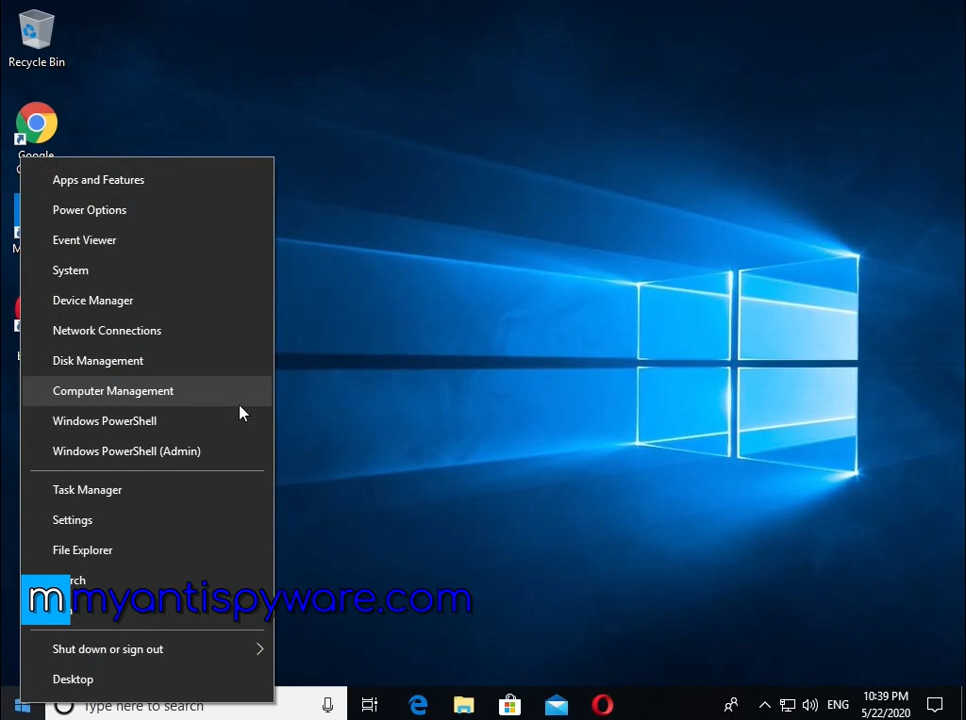 Recycle Bin
Google
Apps and Features
Power Options
Event Viewer
System
Device Manager
Network Connections
Disk Management
Computer Management
Windows PowerShell
Windows PowerShell (Admin)
Task Manager
Settings
File Explorer
m myantispyware.com
Shut down or sign out
Desktop
Type here to search
ENG
10:39 PM
5/22/2020